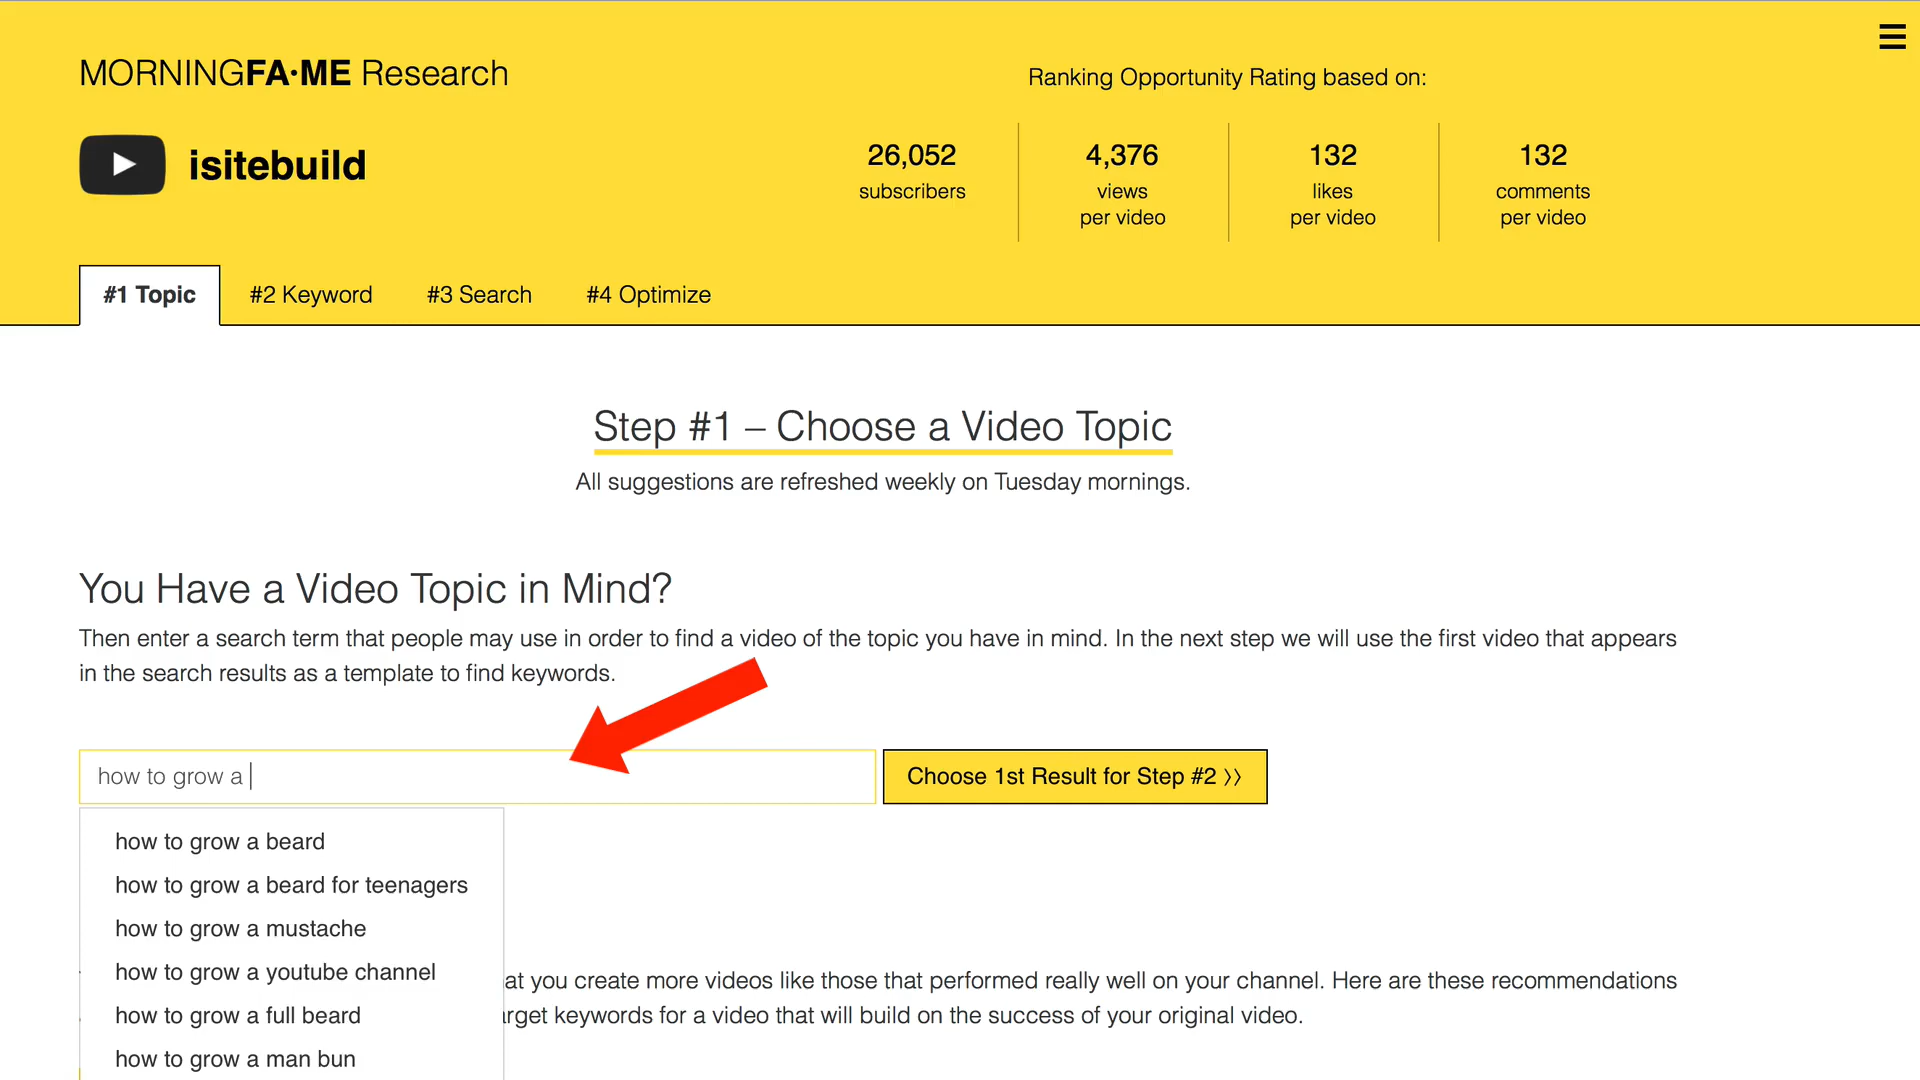 MORNINGFA·ME Research
Ranking Opportunity Rating based on:
isitebuild
26,052
subscribers
4,376
views
per video
132
likes
per video
132
comments
per video
#1 Topic
#2 Keyword
#3 Search
#4 Optimize
Step #1 – Choose a Video Topic
All suggestions are refreshed weekly on Tuesday mornings.
You Have a Video Topic in Mind?
Then enter a search term that people may use in order to find a video of the topic you have in mind. In the next step we will use the first video that appears
in the search results as a template to find keywords.
how to grow a
Choose 1st Result for Step #2 »
how to grow a beard
how to grow a beard for teenagers
how to grow a mustache
how to grow a youtube channel
how to grow a full beard
how to grow a man bun
at you create more videos like those that performed really well on your channel. Here are these recommendations
rget keywords for a video that will build on the success of your original video.